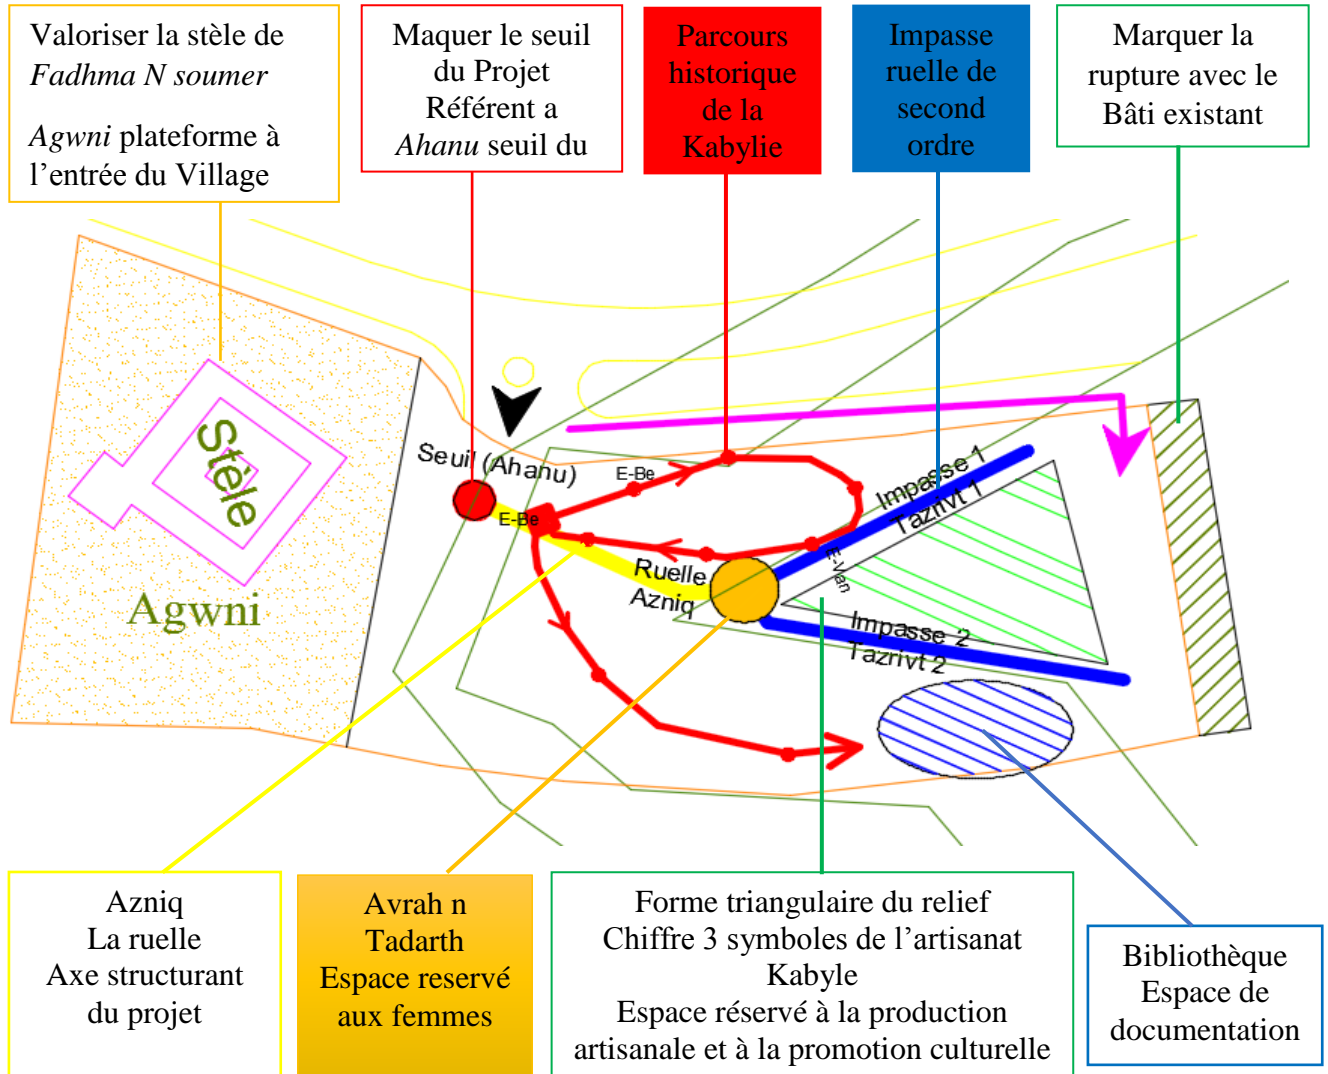 Valoriser la stèle de
Fadhma N soumer
Agwni plateforme à
l’entrée du Village
Maquer le seuil
du Projet
Référent a
Ahanu seuil du
Parcours
historique
de la
Kabylie
Impasse
ruelle de
second
ordre
Marquer la
rupture avec le
Bâti existant
Stèle
Agwni
Seuil (Ahanu)
E-Be
E-Be
Ruelle
Azniq
Impasse 1
Tazrivt 1
E-Van
Impasse 2
Tazrivt 2
Azniq
La ruelle
Axe structurant
du projet
Avrah n
Tadarth
Espace reservé
aux femmes
Forme triangulaire du relief
Chiffre 3 symboles de l’artisanat
Kabyle
Espace réservé à la production
artisanale et à la promotion culturelle
Bibliothèque
Espace de
documentation